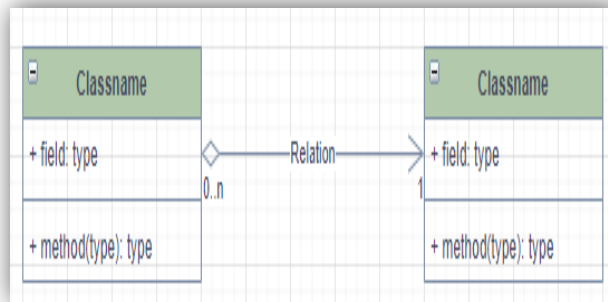 Classname
+ field: type
+ method(type): type
Relation
0..n
1
Classname
+ field: type
+ method(type): type